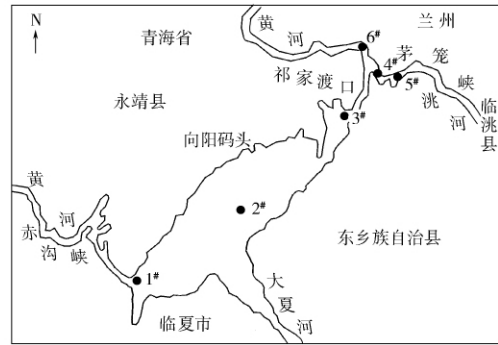 N
青海省
黄河
兰州
6#
祁家渡口
4#
茅笼峡
5#
洮河
临洮县
永靖县
3#
向阳码头
黄河
赤沟峡
2#
东乡族自治县
1#
大夏河
临夏市